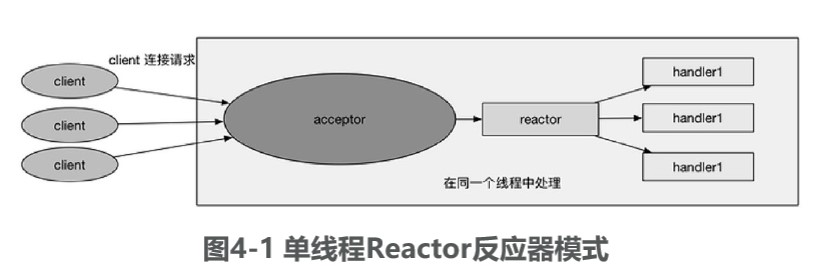 client 连接请求
client
client
client
acceptor
reactor
handler1
handler1
handler1
在同一个线程中处理
图4-1 单线程Reactor反应器模式